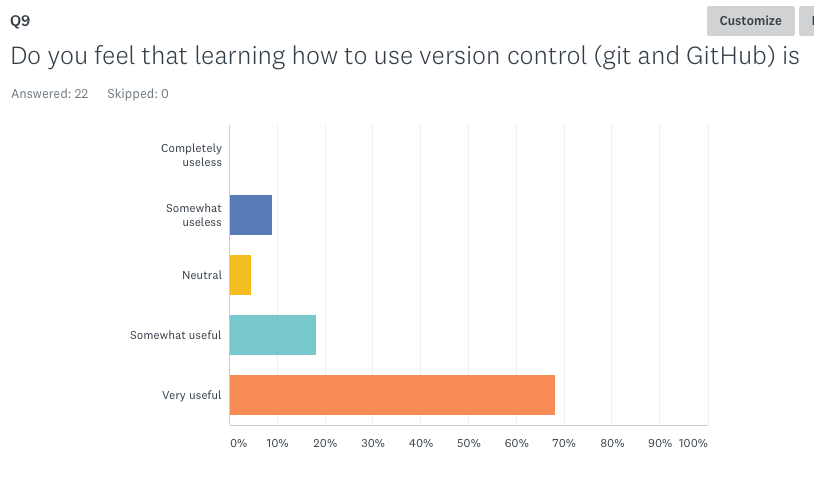 Q9
Customize
Do you feel that learning how to use version control (git and GitHub) is
Answered: 22 Skipped: 0
Completely
useless
Somewhat
useless
Neutral
Somewhat useful
Very useful
0% 10% 20% 30% 40% 50% 60% 70% 80% 90% 100%